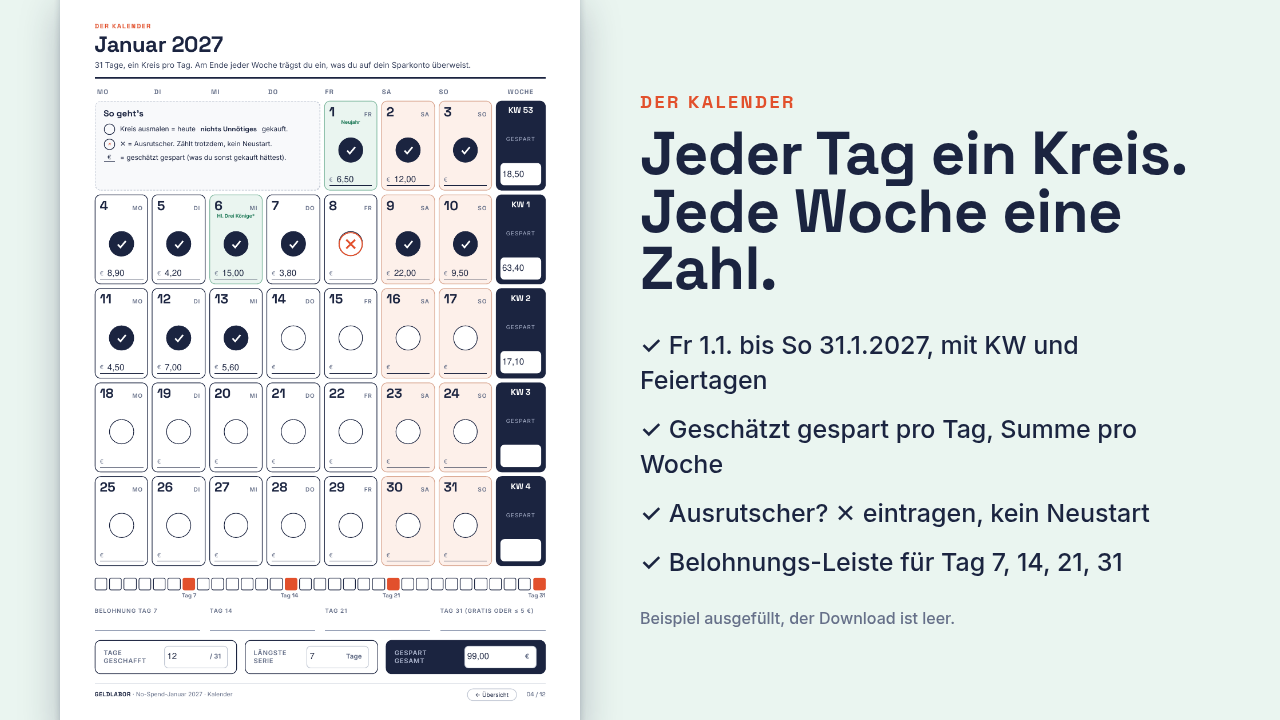 DER KALENDER
Januar 2027
31 Tage, ein Kreis pro Tag. Am Ende jeder Woche trägst du ein, was du auf dein Sparkonto überweist.
MO DI MI DO FR SA SO WOCHE
So geht's
Kreis ausmalen = heute nichts Unnötiges gekauft.
✕ = Ausrutscher. Zählt trotzdem, kein Neustart.
€ = geschätzt gespart (was du sonst gekauft hättest).
1 FR 2 SA 3 SO KW 53
Neujahr
GESPART
€ 6,50 € 12,00 € 18,50
4 MO 5 DI 6 MI 7 DO 8 FR 9 SA 10 SO KW 1
Hl. Drei Könige*
GESPART
€ 8,90 € 4,20 € 15,00 € 3,80 € € 22,00 € 9,50 63,40
11 MO 12 DI 13 MI 14 DO 15 FR 16 SA 17 SO KW 2
GESPART
€ 4,50 € 7,00 € 5,60 € € € € 17,10
18 MO 19 DI 20 MI 21 DO 22 FR 23 SA 24 SO KW 3
GESPART
€ € € € € € €
25 MO 26 DI 27 MI 28 DO 29 FR 30 SA 31 SO KW 4
GESPART
€ € € € € € €
Tag 7 Tag 14 Tag 21 Tag 31
BELOHNUNG TAG 7 TAG 14 TAG 21 TAG 31 (GRATIS ODER ≤ 5 €)
TAGE GESCHAFFT 12 / 31
LÄNGSTE SERIE 7 Tage
GESPART GESAMT 99,00 €
GELDLABOR · No-Spend-Januar 2027 · Kalender
← Übersicht 04 / 12
DER KALENDER
Jeder Tag ein Kreis.
Jede Woche eine
Zahl.
✓ Fr 1.1. bis So 31.1.2027, mit KW und
Feiertagen
✓ Geschätzt gespart pro Tag, Summe pro
Woche
✓ Ausrutscher? ✕ eintragen, kein Neustart
✓ Belohnungs-Leiste für Tag 7, 14, 21, 31
Beispiel ausgefüllt, der Download ist leer.